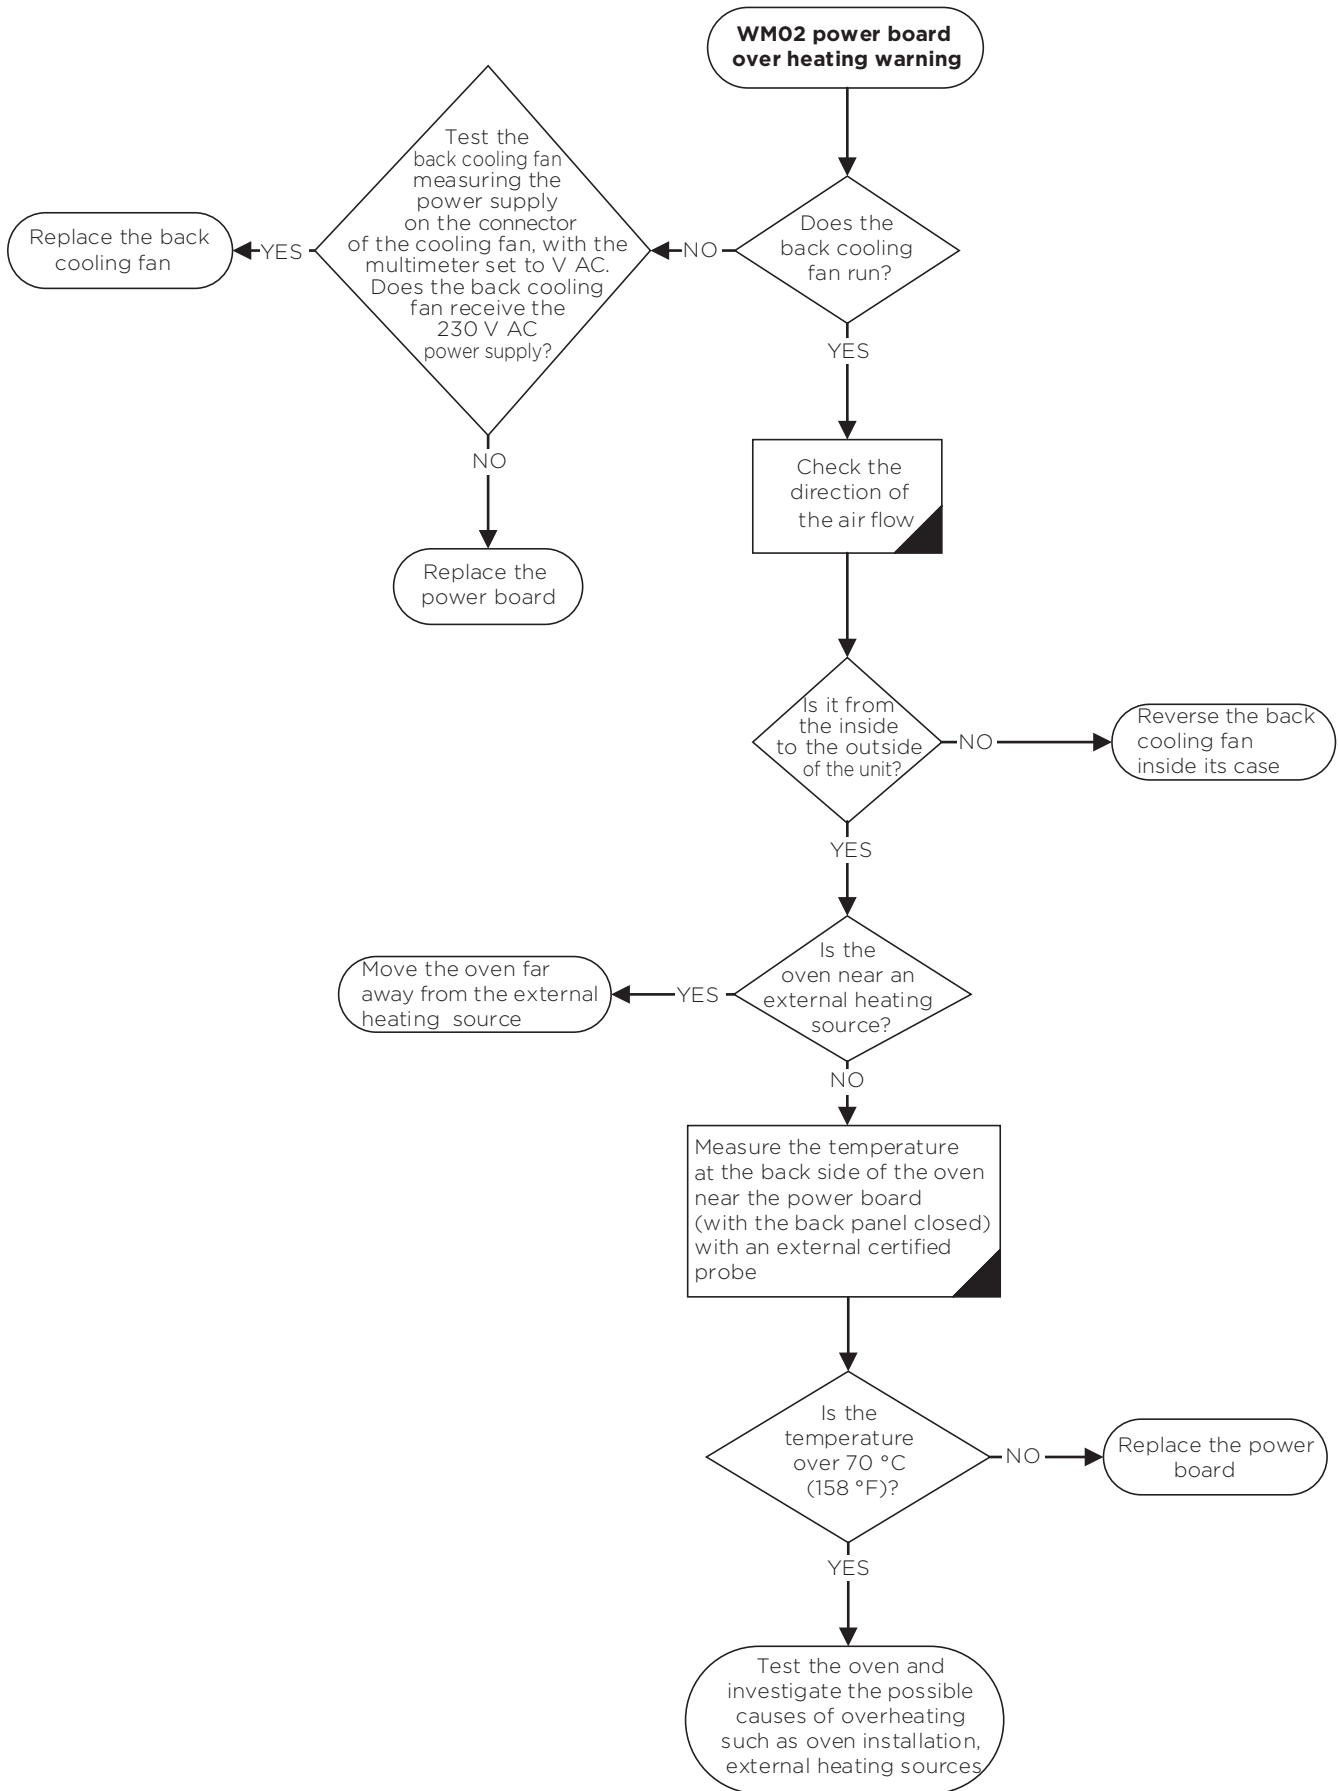 WM02 power board
over heating warning
Test the
back cooling fan
measuring the
power supply
on the connector
of the cooling fan, with the
multimeter set to V AC.
Does the back cooling
fan receive the
230 V AC
power supply?
Does the
back cooling
fan run?
Replace the back
cooling fan
YES
NO
YES
NO
Check the
direction of
the air flow
Replace the
power board
Is it from
the inside
to the outside
of the unit?
NO
Reverse the back
cooling fan
inside its case
YES
Is the
oven near an
external heating
source?
YES
Move the oven far
away from the external
heating source
NO
Measure the temperature
at the back side of the oven
near the power board
(with the back panel closed)
with an external certified
probe
Is the
temperature
over 70 °C
(158 °F)?
NO
Replace the power
board
YES
Test the oven and
investigate the possible
causes of overheating
such as oven installation,
external heating sources